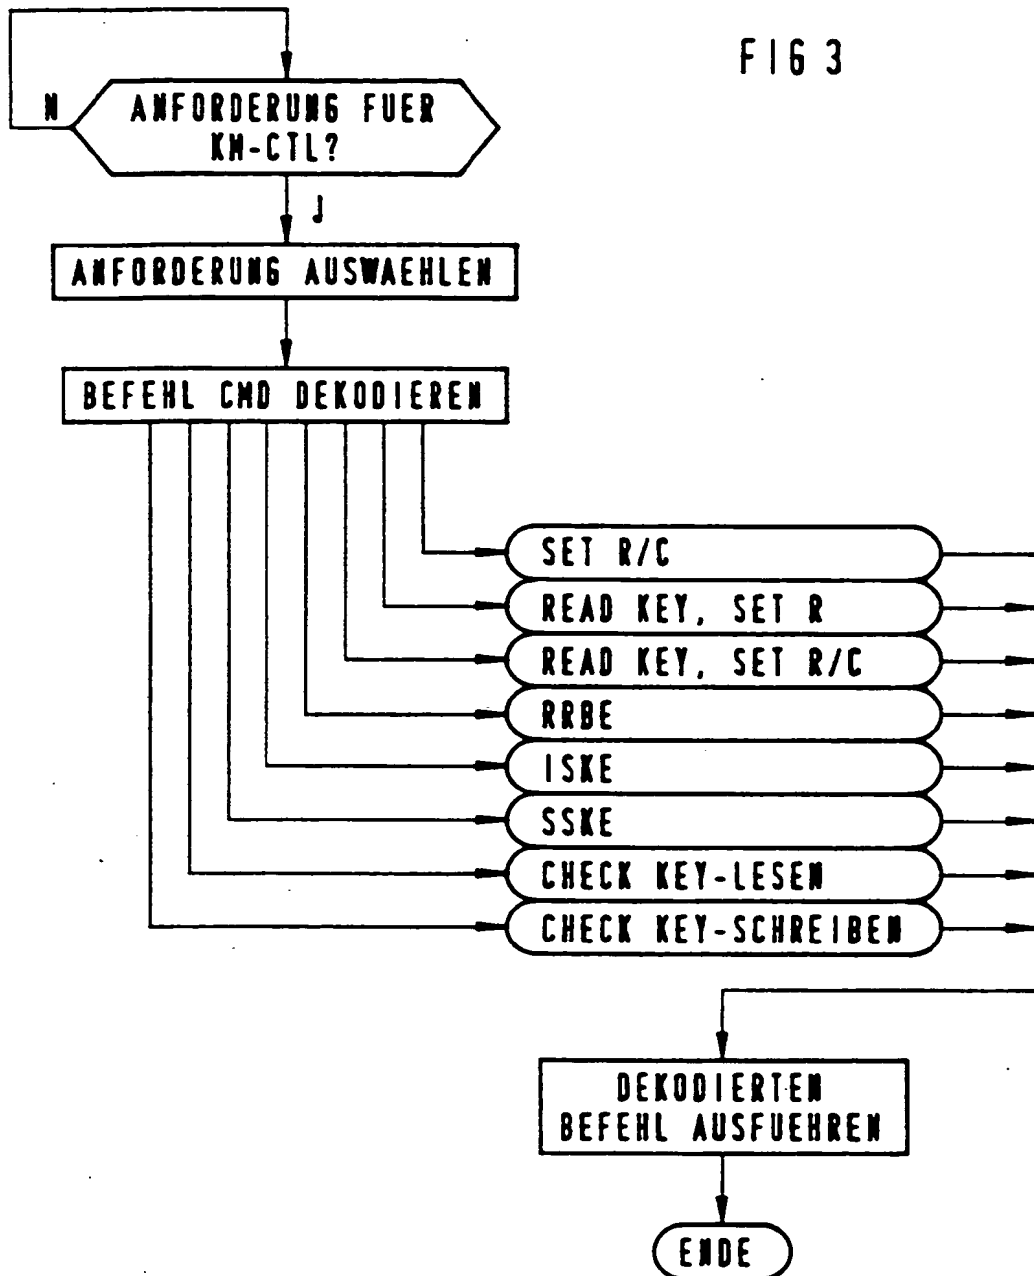 FIG 3
N
ANFORDERUNG FUER
KM-CTL?
J
ANFORDERUNG AUSWAEHLEN
BEFEHL CMD DEKODIEREN
SET R/C
READ KEY, SET R
READ KEY, SET R/C
RRBE
ISKE
SSKE
CHECK KEY-LESEN
CHECK KEY-SCHREIBEN
DEKODIERTEN
BEFEHL AUSFUEHREN
ENDE